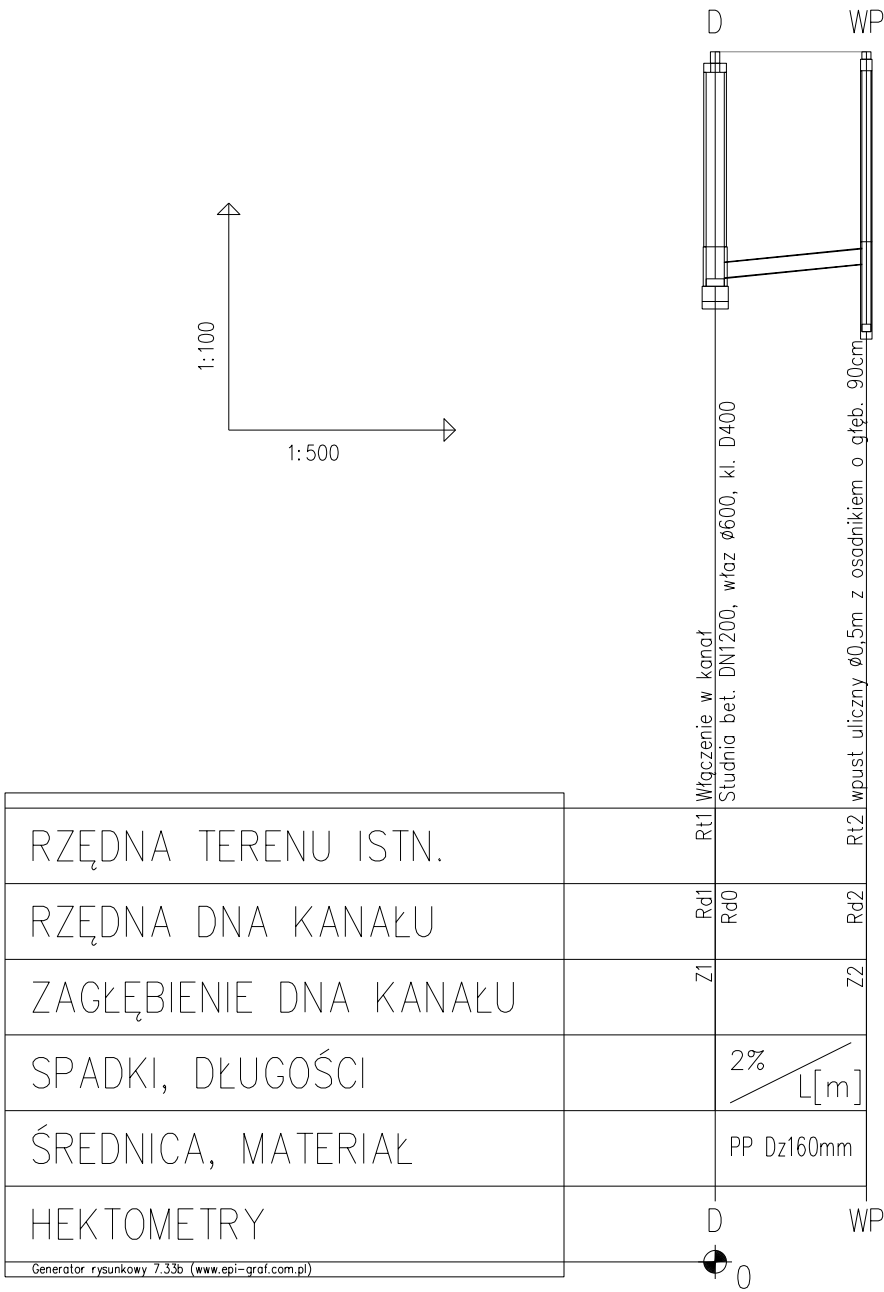 D WP
1:100
1:500
Włączenie w kanał
Studnia bet. DN1200, właz ø600, kl. D400
wpust uliczny ø0,5m z osadnikiem o głęb. 90cm
RZĘDNA TERENU ISTN. Rt1 Rt2
RZĘDNA DNA KANAŁU Rd1 Rd0 Rd2
ZAGŁĘBIENIE DNA KANAŁU Z1 Z2
SPADKI, DŁUGOŚCI 2% L[m]
ŚREDNICA, MATERIAŁ PP Dz160mm
HEKTOMETRY D WP
Generator rysunkowy 7.33b (www.epi-graf.com.pl)
0